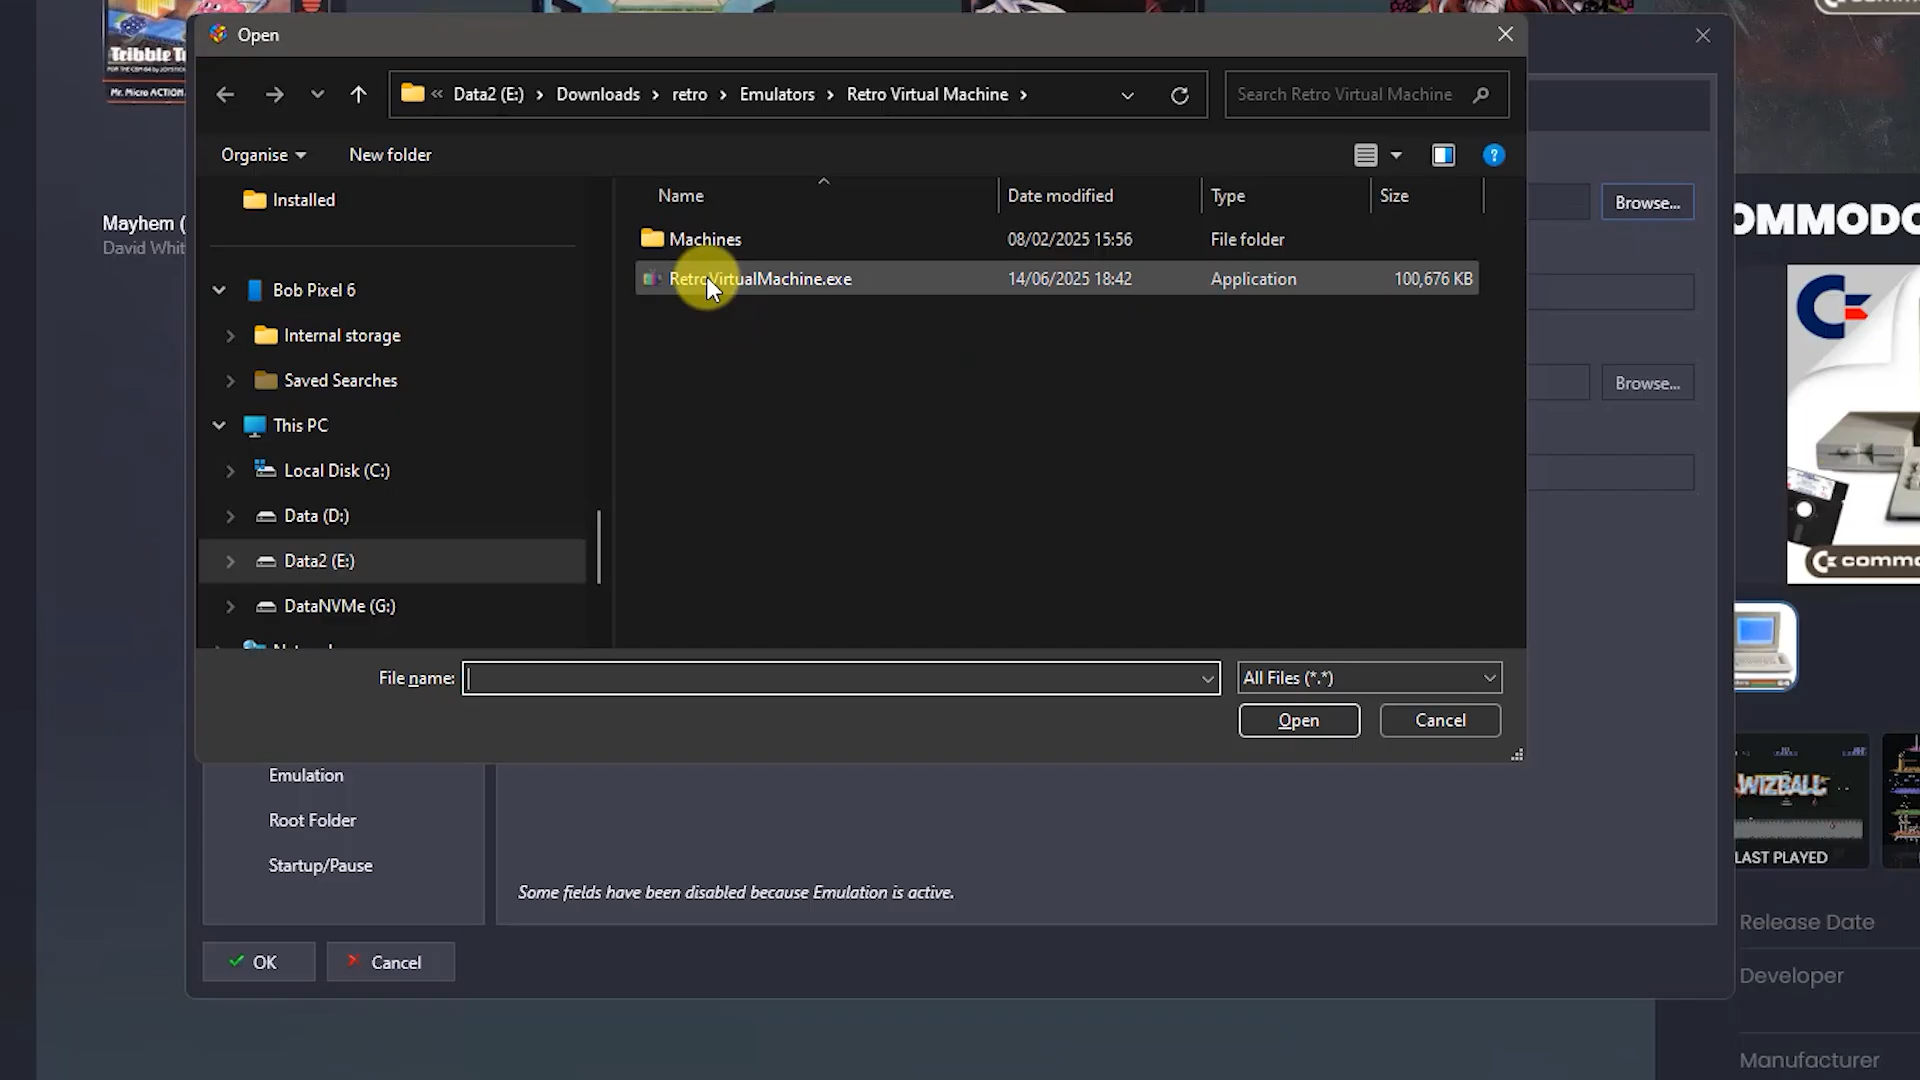 Tribble T
Mr. Micro ACTION
Open
« Data2 (E:) › Downloads › retro › Emulators › Retro Virtual Machine ›
Search Retro Virtual Machine
Organise
New folder
Installed
Bob Pixel 6
Internal storage
Saved Searches
This PC
Local Disk (C:)
Data (D:)
Data2 (E:)
DataNVMe (G:)
Name Date modified Type Size
Machines 08/02/2025 15:56 File folder
RetroVirtualMachine.exe 14/06/2025 18:42 Application 100,676 KB
File name:
All Files (*.*)
Open
Cancel
Mayhem (
David Whit
Browse...
Browse...
Emulation
Root Folder
Startup/Pause
Some fields have been disabled because Emulation is active.
OK
Cancel
OMMODO
commo
WIZBALL
LAST PLAYED
Release Date
Developer
Manufacturer